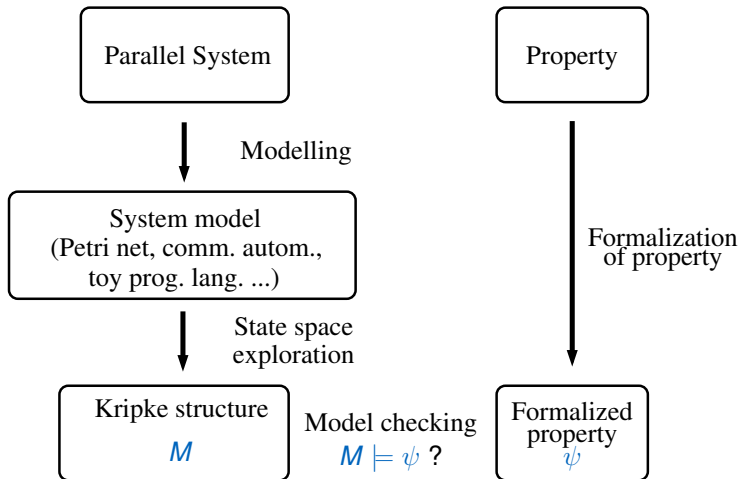 Parallel System
Property
Modelling
System model
(Petri net, comm. autom.,
toy prog. lang. ...)
Formalization
of property
State space
exploration
Kripke structure
M
Model checking
M ⊨ ψ ?
Formalized
property
ψ